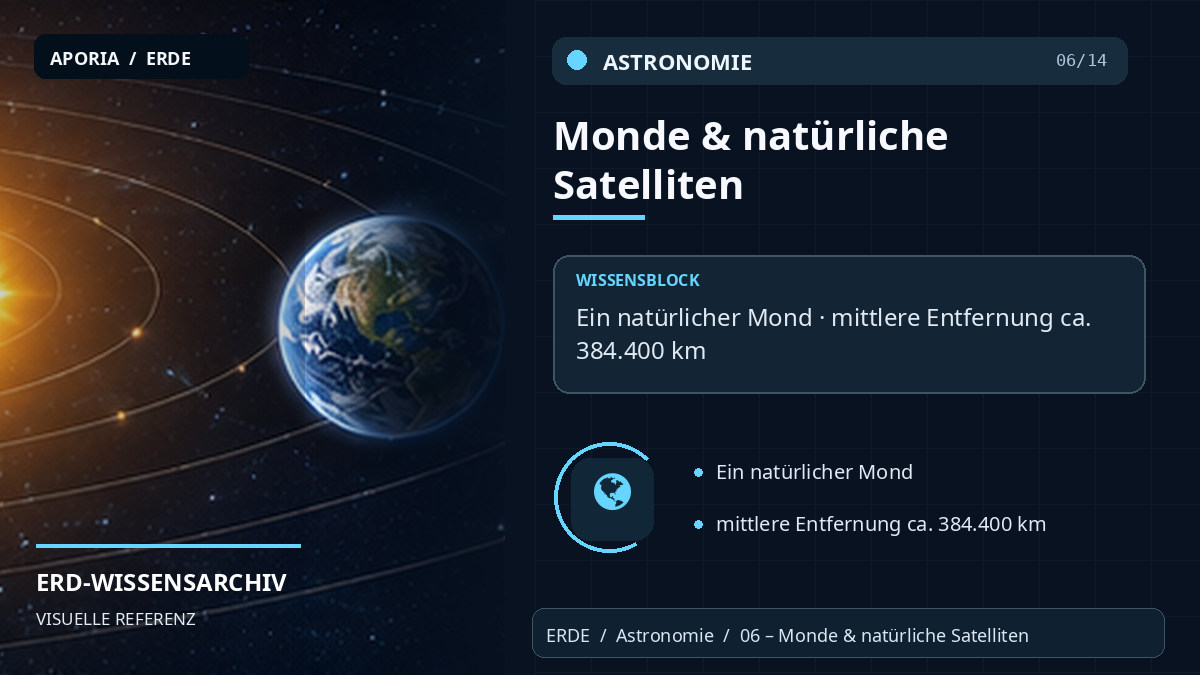 APORIA / ERDE
ERD-WISSENSARCHIV
VISUELLE REFERENZ
ASTRONOMIE
06/14
Monde & natürliche
Satelliten
WISSENSBLOCK
Ein natürlicher Mond · mittlere Entfernung ca.
384.400 km
Ein natürlicher Mond
mittlere Entfernung ca. 384.400 km
ERDE / Astronomie / 06 – Monde & natürliche Satelliten